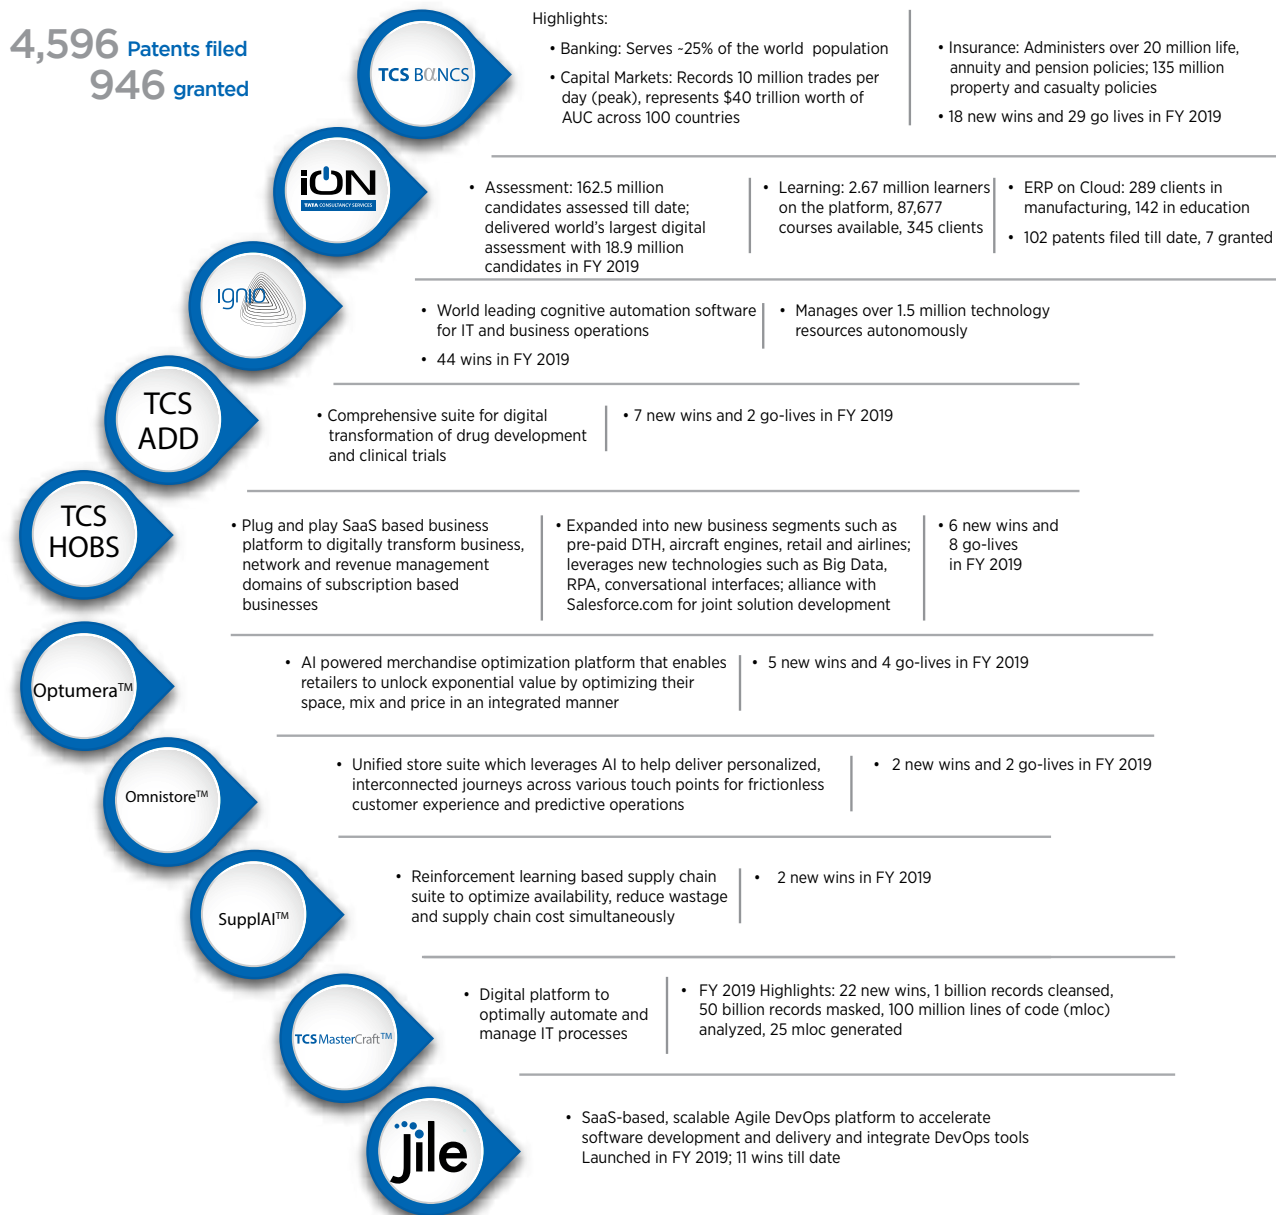 4,596 Patents filed
946 granted
TCS BαNCS
Highlights:
• Banking: Serves ~25% of the world population
• Capital Markets: Records 10 million trades per
day (peak), represents $40 trillion worth of
AUC across 100 countries
• Insurance: Administers over 20 million life,
annuity and pension policies; 135 million
property and casualty policies
• 18 new wins and 29 go lives in FY 2019
iON
TATA CONSULTANCY SERVICES
• Assessment: 162.5 million
candidates assessed till date;
delivered world's largest digital
assessment with 18.9 million
candidates in FY 2019
• Learning: 2.67 million learners
on the platform, 87,677
courses available, 345 clients
• ERP on Cloud: 289 clients in
manufacturing, 142 in education
• 102 patents filed till date, 7 granted
ignio
• World leading cognitive automation software
for IT and business operations
• 44 wins in FY 2019
• Manages over 1.5 million technology
resources autonomously
TCS
ADD
• Comprehensive suite for digital
transformation of drug development
and clinical trials
• 7 new wins and 2 go-lives in FY 2019
TCS
HOBS
• Plug and play SaaS based business
platform to digitally transform business,
network and revenue management
domains of subscription based
businesses
• Expanded into new business segments such as
pre-paid DTH, aircraft engines, retail and airlines;
leverages new technologies such as Big Data,
RPA, conversational interfaces; alliance with
Salesforce.com for joint solution development
• 6 new wins and
8 go-lives
in FY 2019
Optumera™
• AI powered merchandise optimization platform that enables
retailers to unlock exponential value by optimizing their
space, mix and price in an integrated manner
• 5 new wins and 4 go-lives in FY 2019
Omnistore™
• Unified store suite which leverages AI to help deliver personalized,
interconnected journeys across various touch points for frictionless
customer experience and predictive operations
• 2 new wins and 2 go-lives in FY 2019
SupplAI™
• Reinforcement learning based supply chain
suite to optimize availability, reduce wastage
and supply chain cost simultaneously
• 2 new wins in FY 2019
TCS MasterCraft™
• Digital platform to
optimally automate and
manage IT processes
• FY 2019 Highlights: 22 new wins, 1 billion records cleansed,
50 billion records masked, 100 million lines of code (mloc)
analyzed, 25 mloc generated
jile
• SaaS-based, scalable Agile DevOps platform to accelerate
software development and delivery and integrate DevOps tools
Launched in FY 2019; 11 wins till date